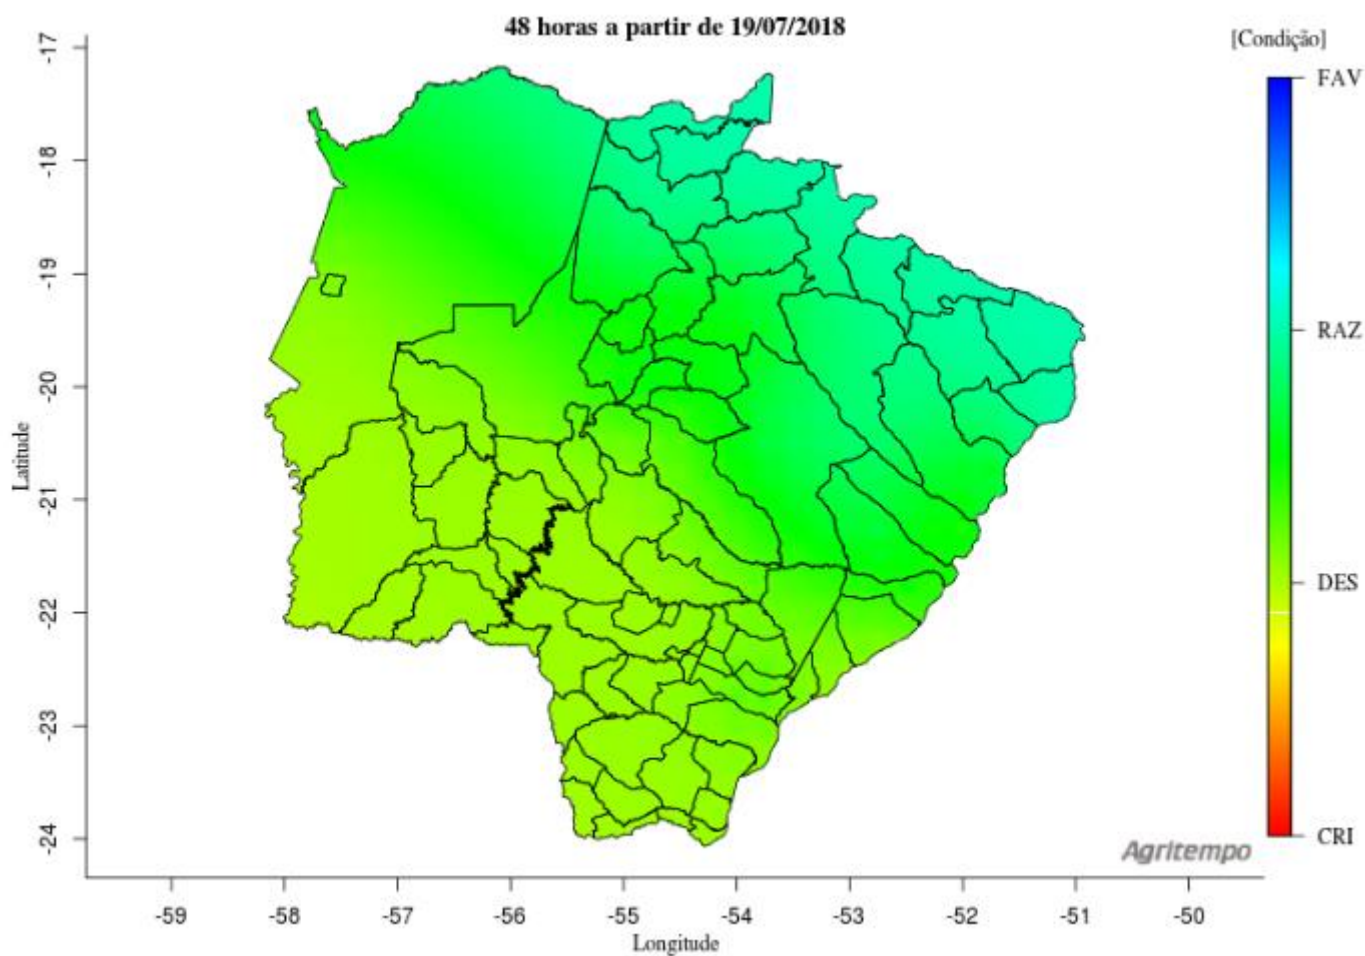 48 horas a partir de 19/07/2018
[Condição]
FAV
RAZ
DES
CRI
Latitude
-17
-18
-19
-20
-21
-22
-23
-24
Agritempo
-59 -58 -57 -56 -55 -54 -53 -52 -51 -50
Longitude